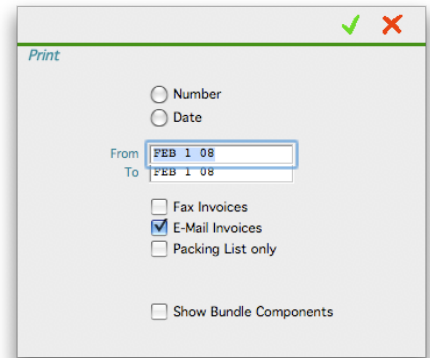 Print
Number
Date
From FEB 1 08
To FEB 1 08
Fax Invoices
E-Mail Invoices
Packing List only
Show Bundle Components